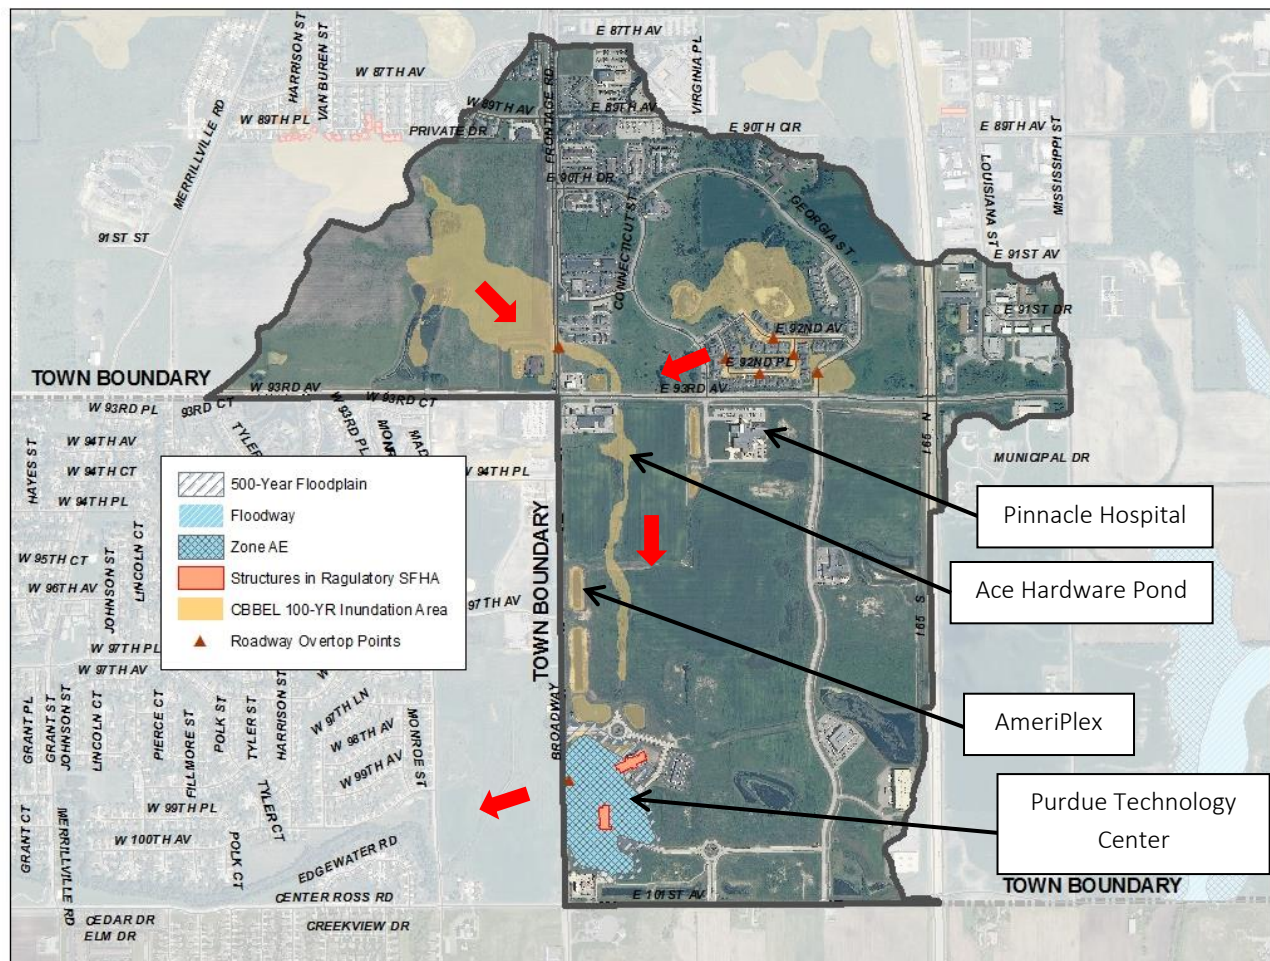 E 87TH AV
HARRISON ST
VAN BUREN ST
W 87TH AV
VIRGINIA PL
FRONTAGE RD.
MERRILLVILLE RD
W 89TH PL
PRIVATE DR
W 89TH AV
E 89TH AV
E 90TH CIR
E 89TH AV
LOUISIANA ST
MISSISSIPPI ST
E 90TH DR
CONNECTICUT ST
GEORGIA ST
91ST ST
E 91ST AV
E 91ST DR
E 92ND AV
E 92ND PL
TOWN BOUNDARY
W 93RD AV
E 93RD AV
W 93RD PL
93RD CT
W 93RD CT
HAYES ST
W 94TH AV
W 94TH CT
W 94TH PL
TYLER
W 93RD PL
MONR
MAD
W 94TH PL
I 65 N
MUNICIPAL DR
500-Year Floodplain
Floodway
Zone AE
Structures in Ragulatory SFHA
CBBEL 100-YR Inundation Area
Roadway Overtop Points
W 95TH CT
W 96TH AV
JOHNSON ST
LINCOLN CT
W 97TH PL
W 97TH AV
97TH AV
TOWN BOUNDARY
BROADWAY
I 65 S
Pinnacle Hospital
Ace Hardware Pond
AmeriPlex
Purdue Technology
Center
GRANT PL
GRANT ST
JOHNSON ST
LINCOLN CT
PIERCE CT
FILLMORE ST
POLK ST
TYLER ST
HARRISON ST
W 97TH LN
W 98TH AV
W 99TH AV
MONROE ST
GRANT CT
MERRILLVILLE RD
W 99TH PL
W 100TH AV
POLK CT
TYLER CT
EDGEWATER RD
CENTER ROSS RD
E 101ST AV
TOWN BOUNDARY
CEDAR DR
ELM DR
CREEKVIEW DR